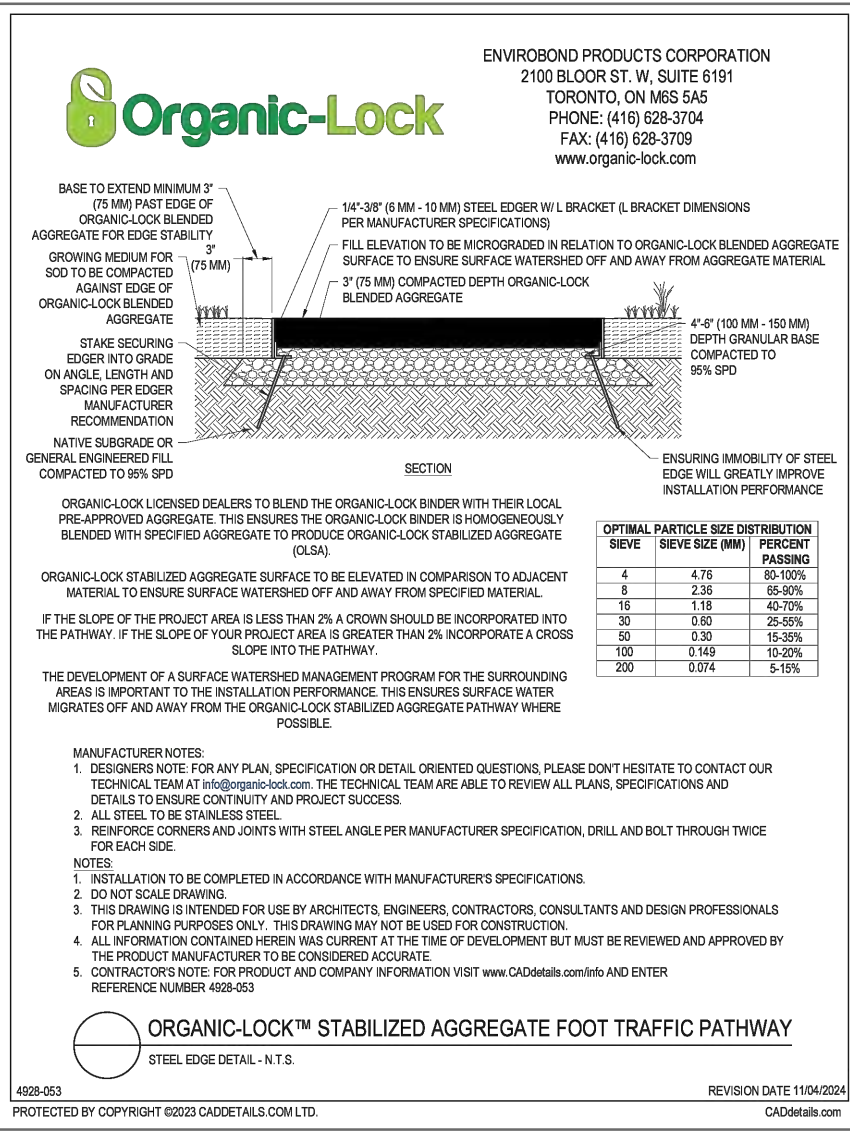 Organic-Lock
ENVIROBOND PRODUCTS CORPORATION
2100 BLOOR ST. W, SUITE 6191
TORONTO, ON M6S 5A5
PHONE: (416) 628-3704
FAX: (416) 628-3709
www.organic-lock.com
BASE TO EXTEND MINIMUM 3"
(75 MM) PAST EDGE OF
ORGANIC-LOCK BLENDED
AGGREGATE FOR EDGE STABILITY
3"
(75 MM)
GROWING MEDIUM FOR
SOD TO BE COMPACTED
AGAINST EDGE OF
ORGANIC-LOCK BLENDED
AGGREGATE
STAKE SECURING
EDGER INTO GRADE
ON ANGLE, LENGTH AND
SPACING PER EDGER
MANUFACTURER
RECOMMENDATION
NATIVE SUBGRADE OR
GENERAL ENGINEERED FILL
COMPACTED TO 95% SPD
1/4"-3/8" (6 MM - 10 MM) STEEL EDGER W/ L BRACKET (L BRACKET DIMENSIONS
PER MANUFACTURER SPECIFICATIONS)
FILL ELEVATION TO BE MICROGRADED IN RELATION TO ORGANIC-LOCK BLENDED AGGREGATE
SURFACE TO ENSURE SURFACE WATERSHED OFF AND AWAY FROM AGGREGATE MATERIAL
3" (75 MM) COMPACTED DEPTH ORGANIC-LOCK
BLENDED AGGREGATE
4"-6" (100 MM - 150 MM)
DEPTH GRANULAR BASE
COMPACTED TO
95% SPD
ENSURING IMMOBILITY OF STEEL
EDGE WILL GREATLY IMPROVE
INSTALLATION PERFORMANCE
SECTION
ORGANIC-LOCK LICENSED DEALERS TO BLEND THE ORGANIC-LOCK BINDER WITH THEIR LOCAL
PRE-APPROVED AGGREGATE. THIS ENSURES THE ORGANIC-LOCK BINDER IS HOMOGENEOUSLY
BLENDED WITH SPECIFIED AGGREGATE TO PRODUCE ORGANIC-LOCK STABILIZED AGGREGATE
(OLSA).
ORGANIC-LOCK STABILIZED AGGREGATE SURFACE TO BE ELEVATED IN COMPARISON TO ADJACENT
MATERIAL TO ENSURE SURFACE WATERSHED OFF AND AWAY FROM SPECIFIED MATERIAL.
IF THE SLOPE OF THE PROJECT AREA IS LESS THAN 2% A CROWN SHOULD BE INCORPORATED INTO
THE PATHWAY. IF THE SLOPE OF YOUR PROJECT AREA IS GREATER THAN 2% INCORPORATE A CROSS
SLOPE INTO THE PATHWAY.
THE DEVELOPMENT OF A SURFACE WATERSHED MANAGEMENT PROGRAM FOR THE SURROUNDING
AREAS IS IMPORTANT TO THE INSTALLATION PERFORMANCE. THIS ENSURES SURFACE WATER
MIGRATES OFF AND AWAY FROM THE ORGANIC-LOCK STABILIZED AGGREGATE PATHWAY WHERE
POSSIBLE.
OPTIMAL PARTICLE SIZE DISTRIBUTION
SIEVE SIEVE SIZE (MM) PERCENT
PASSING
4 4.76 80-100%
8 2.36 65-90%
16 1.18 40-70%
30 0.60 25-55%
50 0.30 15-35%
100 0.149 10-20%
200 0.074 5-15%
MANUFACTURER NOTES:
1. DESIGNERS NOTE: FOR ANY PLAN, SPECIFICATION OR DETAIL ORIENTED QUESTIONS, PLEASE DON'T HESITATE TO CONTACT OUR
TECHNICAL TEAM AT info@organic-lock.com. THE TECHNICAL TEAM ARE ABLE TO REVIEW ALL PLANS, SPECIFICATIONS AND
DETAILS TO ENSURE CONTINUITY AND PROJECT SUCCESS.
2. ALL STEEL TO BE STAINLESS STEEL.
3. REINFORCE CORNERS AND JOINTS WITH STEEL ANGLE PER MANUFACTURER SPECIFICATION, DRILL AND BOLT THROUGH TWICE
FOR EACH SIDE.
NOTES:
1. INSTALLATION TO BE COMPLETED IN ACCORDANCE WITH MANUFACTURER'S SPECIFICATIONS.
2. DO NOT SCALE DRAWING.
3. THIS DRAWING IS INTENDED FOR USE BY ARCHITECTS, ENGINEERS, CONTRACTORS, CONSULTANTS AND DESIGN PROFESSIONALS
FOR PLANNING PURPOSES ONLY. THIS DRAWING MAY NOT BE USED FOR CONSTRUCTION.
4. ALL INFORMATION CONTAINED HEREIN WAS CURRENT AT THE TIME OF DEVELOPMENT BUT MUST BE REVIEWED AND APPROVED BY
THE PRODUCT MANUFACTURER TO BE CONSIDERED ACCURATE.
5. CONTRACTOR'S NOTE: FOR PRODUCT AND COMPANY INFORMATION VISIT www.CADdetails.com/info AND ENTER
REFERENCE NUMBER 4928-053
ORGANIC-LOCK™ STABILIZED AGGREGATE FOOT TRAFFIC PATHWAY
STEEL EDGE DETAIL - N.T.S.
4928-053
REVISION DATE 11/04/2024
PROTECTED BY COPYRIGHT ©2023 CADDETAILS.COM LTD.
CADdetails.com